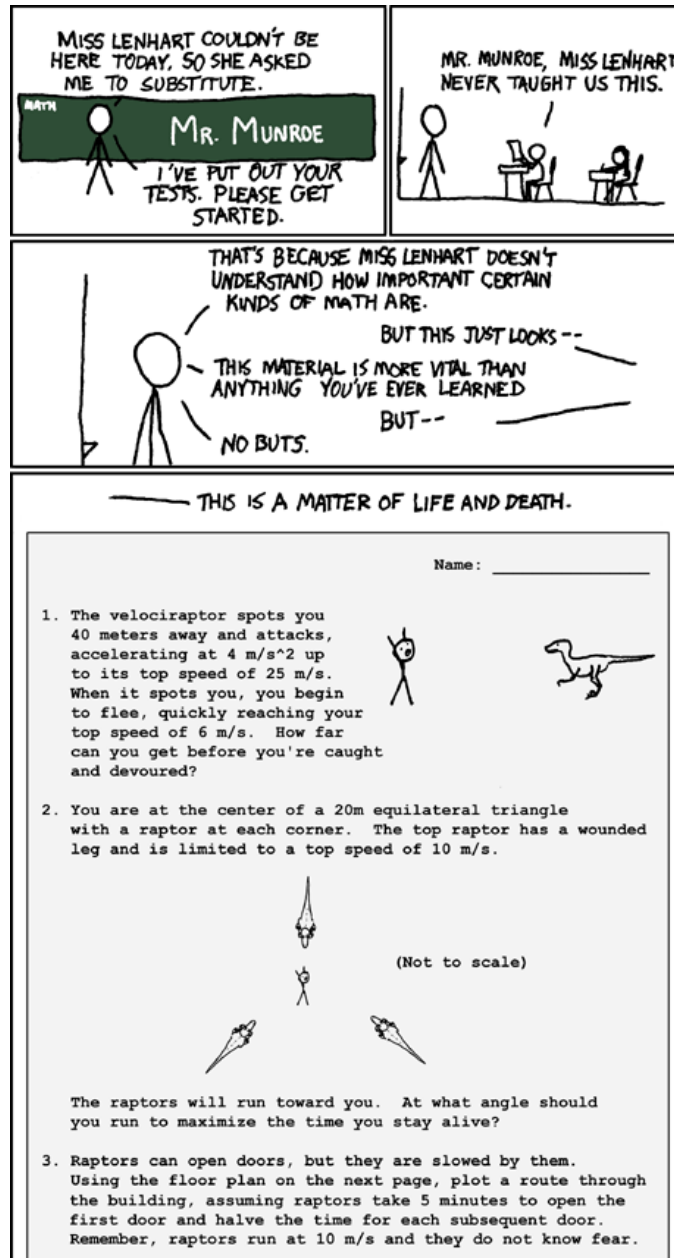 MISS LENHART COULDN'T BE
HERE TODAY, SO SHE ASKED
ME TO SUBSTITUTE.
MATH
MR. MUNROE
I'VE PUT OUT YOUR
TESTS. PLEASE GET
STARTED.
MR. MUNROE, MISS LENHART
NEVER TAUGHT US THIS.
THAT'S BECAUSE MISS LENHART DOESN'T
UNDERSTAND HOW IMPORTANT CERTAIN
KINDS OF MATH ARE.
BUT THIS JUST LOOKS --
THIS MATERIAL IS MORE VITAL THAN
ANYTHING YOU'VE EVER LEARNED
BUT--
NO BUTS.
THIS IS A MATTER OF LIFE AND DEATH.
Name:
1. The velociraptor spots you
40 meters away and attacks,
accelerating at 4 m/s^2 up
to its top speed of 25 m/s.
When it spots you, you begin
to flee, quickly reaching your
top speed of 6 m/s. How far
can you get before you're caught
and devoured?
2. You are at the center of a 20m equilateral triangle
with a raptor at each corner. The top raptor has a wounded
leg and is limited to a top speed of 10 m/s.
(Not to scale)
The raptors will run toward you. At what angle should
you run to maximize the time you stay alive?
3. Raptors can open doors, but they are slowed by them.
Using the floor plan on the next page, plot a route through
the building, assuming raptors take 5 minutes to open the
first door and halve the time for each subsequent door.
Remember, raptors run at 10 m/s and they do not know fear.